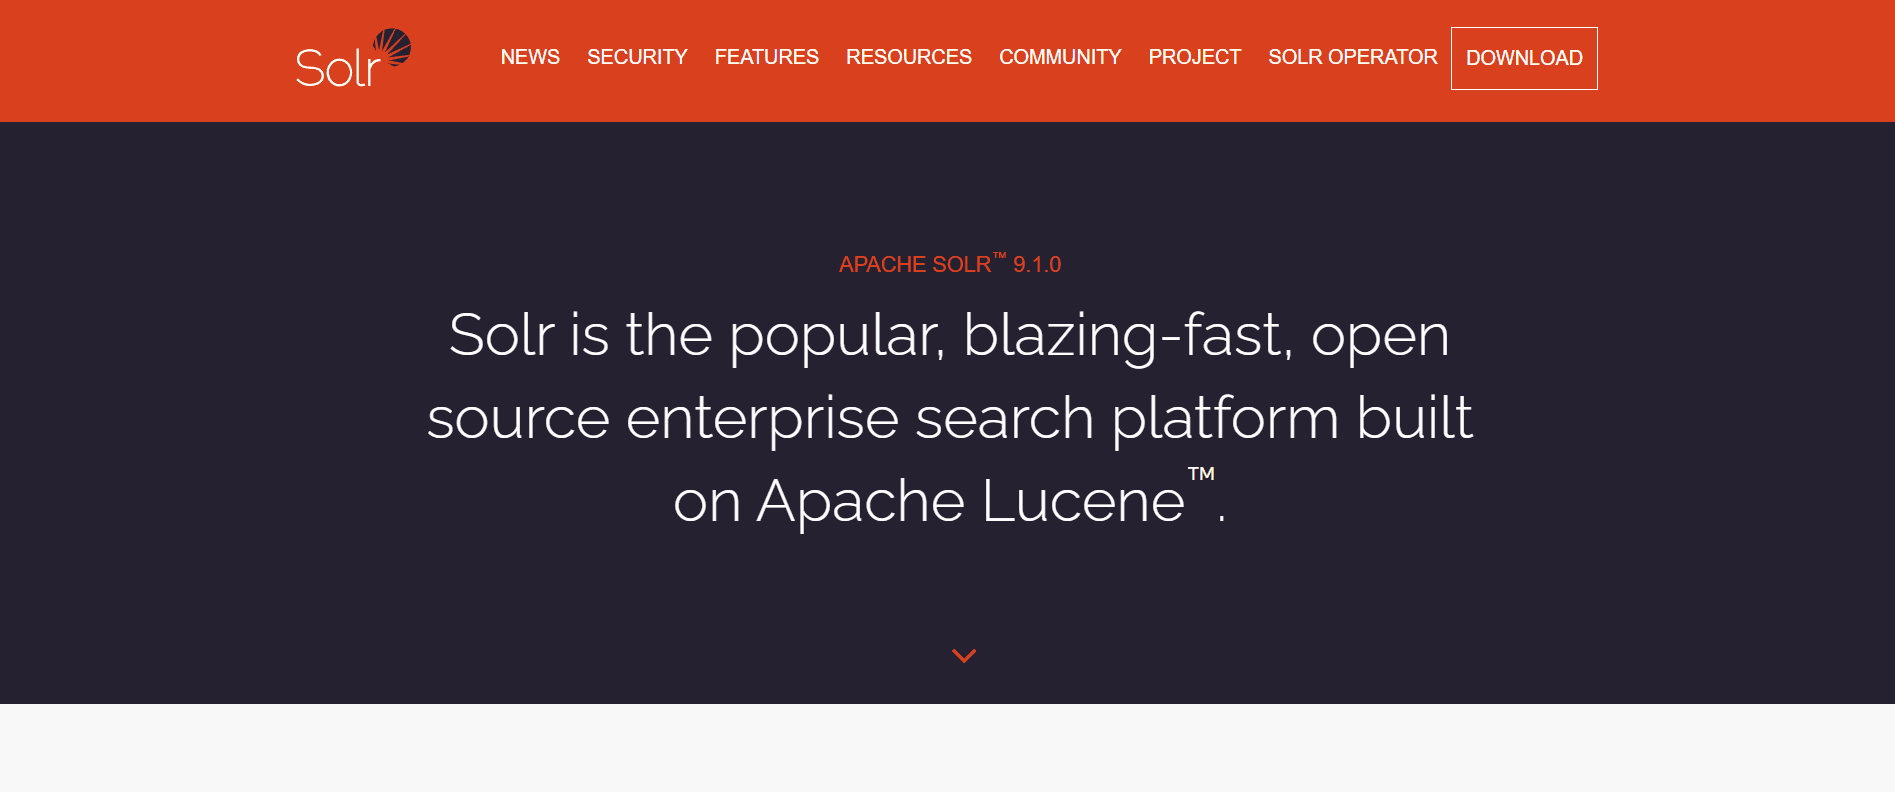 Solr
NEWS SECURITY FEATURES RESOURCES COMMUNITY PROJECT SOLR OPERATOR DOWNLOAD
APACHE SOLR™ 9.1.0
Solr is the popular, blazing-fast, open
source enterprise search platform built
on Apache Lucene™.